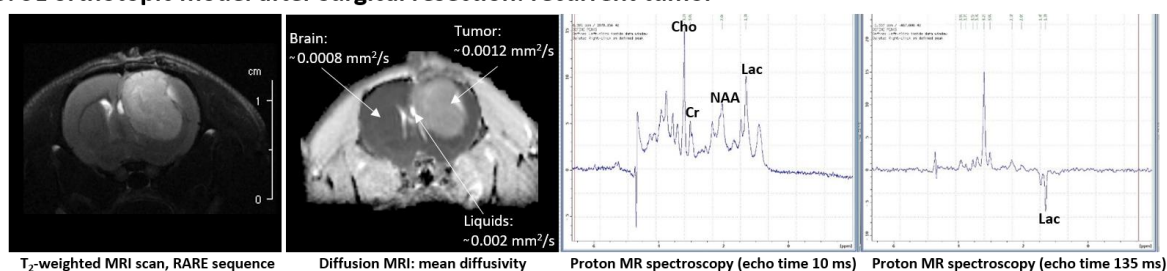 Brain:
~0.0008 mm²/s
Tumor:
~0.0012 mm²/s
Liquids:
~0.002 mm²/s
cm
1
0
Cho
Cr
NAA
Lac
Lac
T₂-weighted MRI scan, RARE sequence
Diffusion MRI: mean diffusivity
Proton MR spectroscopy (echo time 10 ms)
Proton MR spectroscopy (echo time 135 ms)